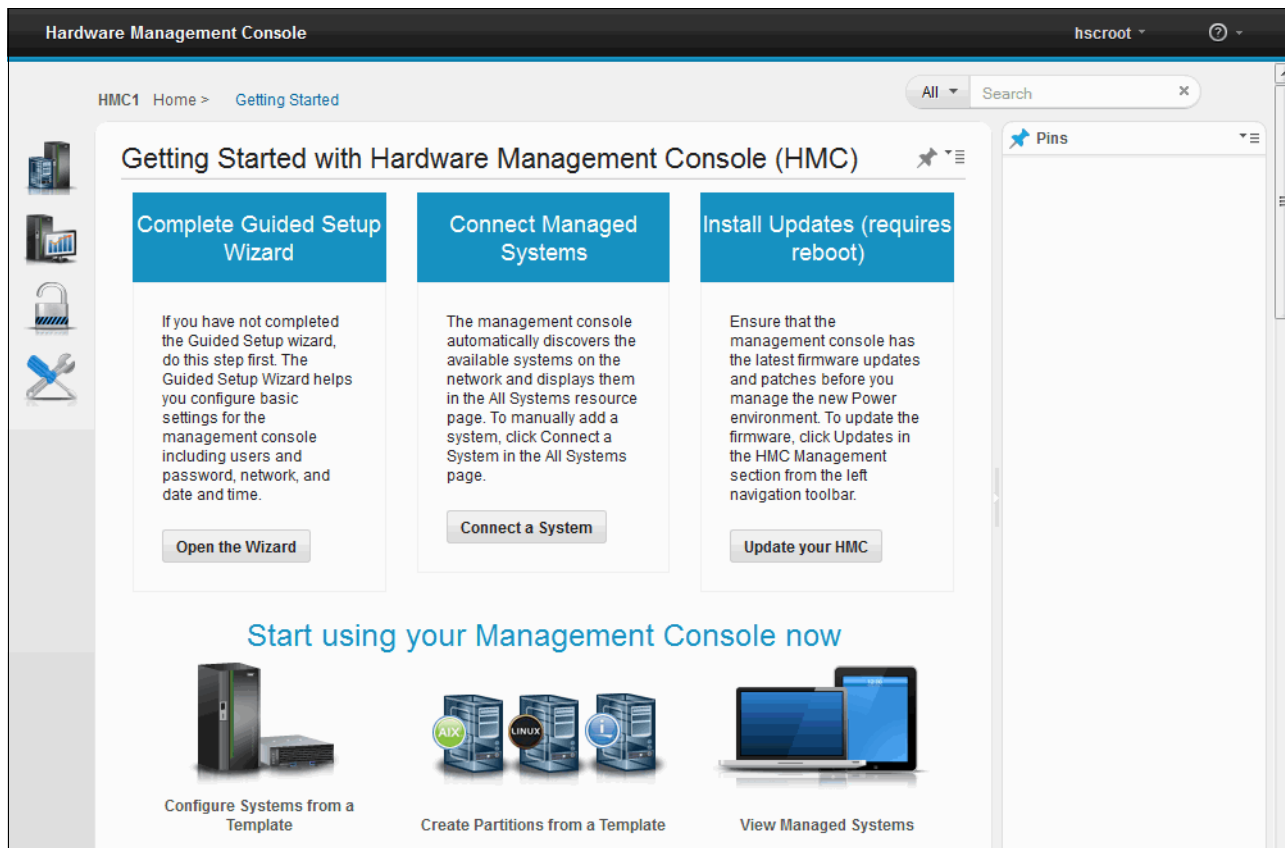 Hardware Management Console
hscroot
HMC1 Home > Getting Started
All
Search
Getting Started with Hardware Management Console (HMC)
Pins
Complete Guided Setup
Wizard
If you have not completed
the Guided Setup wizard,
do this step first. The
Guided Setup Wizard helps
you configure basic
settings for the
management console
including users and
password, network, and
date and time.
Open the Wizard
Connect Managed
Systems
The management console
automatically discovers the
available systems on the
network and displays them
in the All Systems resource
page. To manually add a
system, click Connect a
System in the All Systems
page.
Connect a System
Install Updates (requires
reboot)
Ensure that the
management console has
the latest firmware updates
and patches before you
manage the new Power
environment. To update the
firmware, click Updates in
the HMC Management
section from the left
navigation toolbar.
Update your HMC
Start using your Management Console now
AIX
LINUX
i
Configure Systems from a
Template
Create Partitions from a Template
View Managed Systems